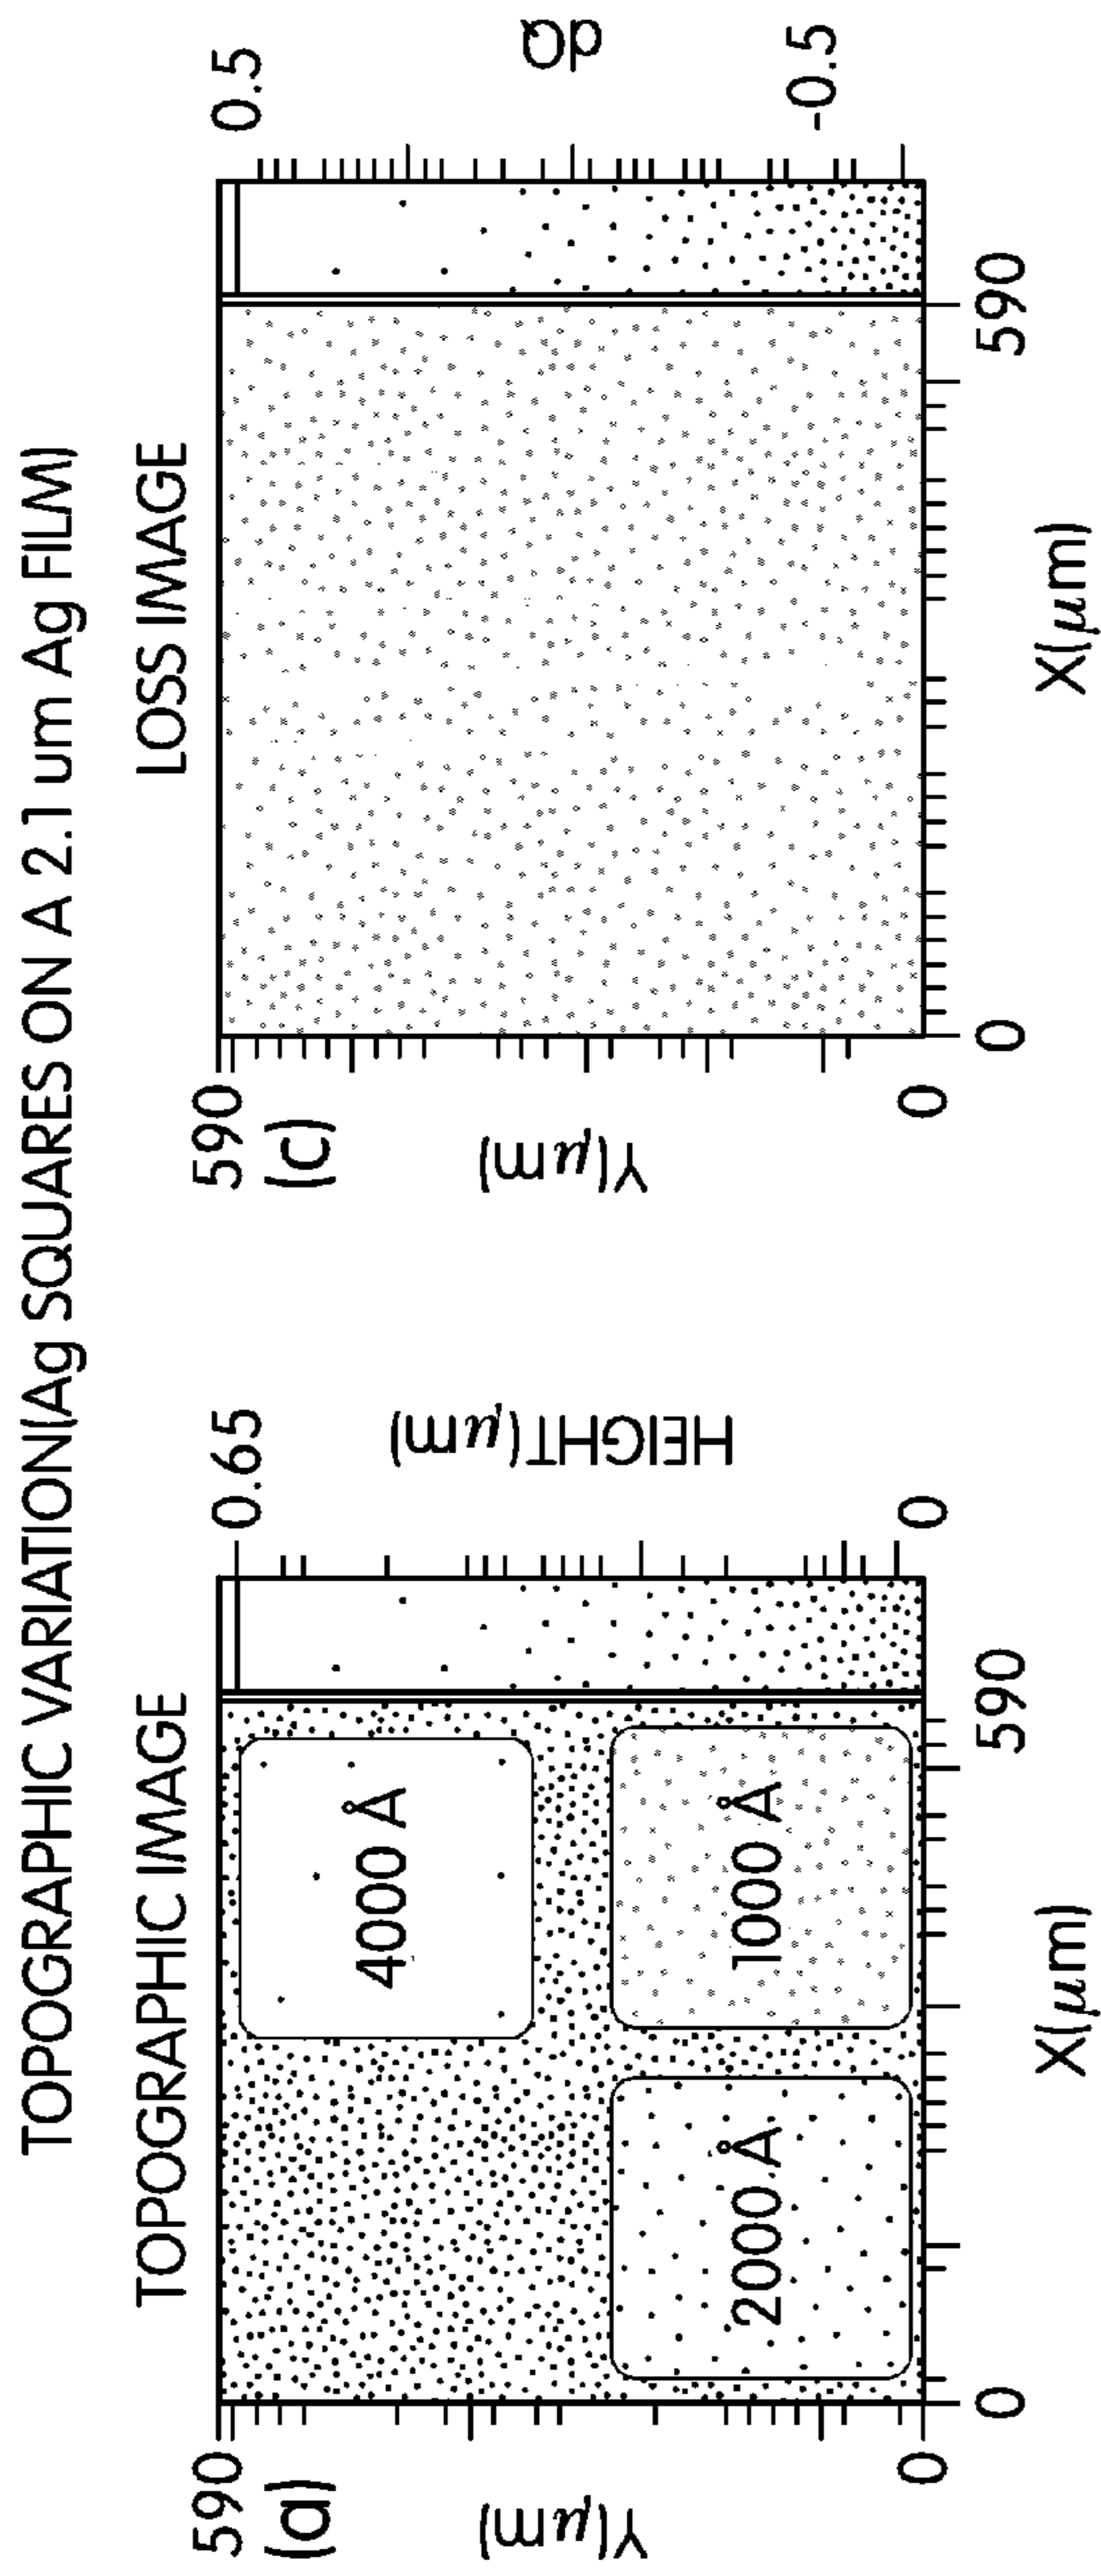 TOPOGRAPHIC VARIATION(Ag SQUARES ON A 2.1 um Ag FILM)
TOPOGRAPHIC IMAGE
590
(a)
Y(μm)
0
4000 Å
2000 Å
1000 Å
0.65
HEIGHT(μm)
0
0
590
X(μm)
LOSS IMAGE
590
(c)
Y(μm)
0
0.5
dQ
-0.5
0
590
X(μm)